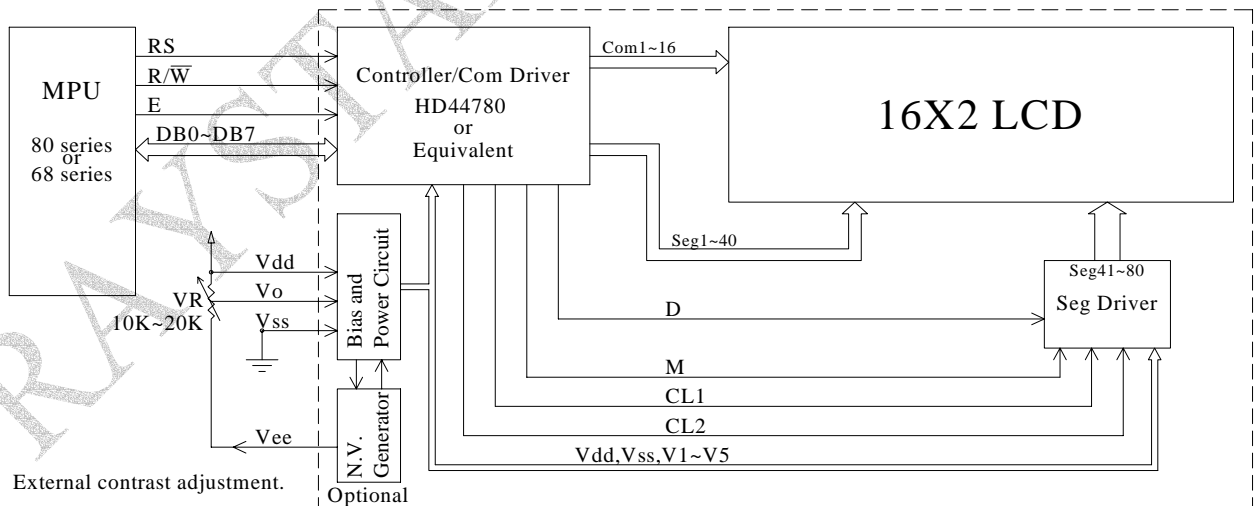 RAYSTA
MPU
80 series
or
68 series
RS
R/W̅
E
DB0~DB7
Controller/Com Driver
HD44780
or
Equivalent
Com1~16
16X2 LCD
Seg1~40
Seg41~80
Seg Driver
Vdd
Vo
Vss
VR
10K~20K
Bias and
Power Circuit
D
M
CL1
CL2
Vdd,Vss,V1~V5
Vee
N.V.
Generator
External contrast adjustment.
Optional